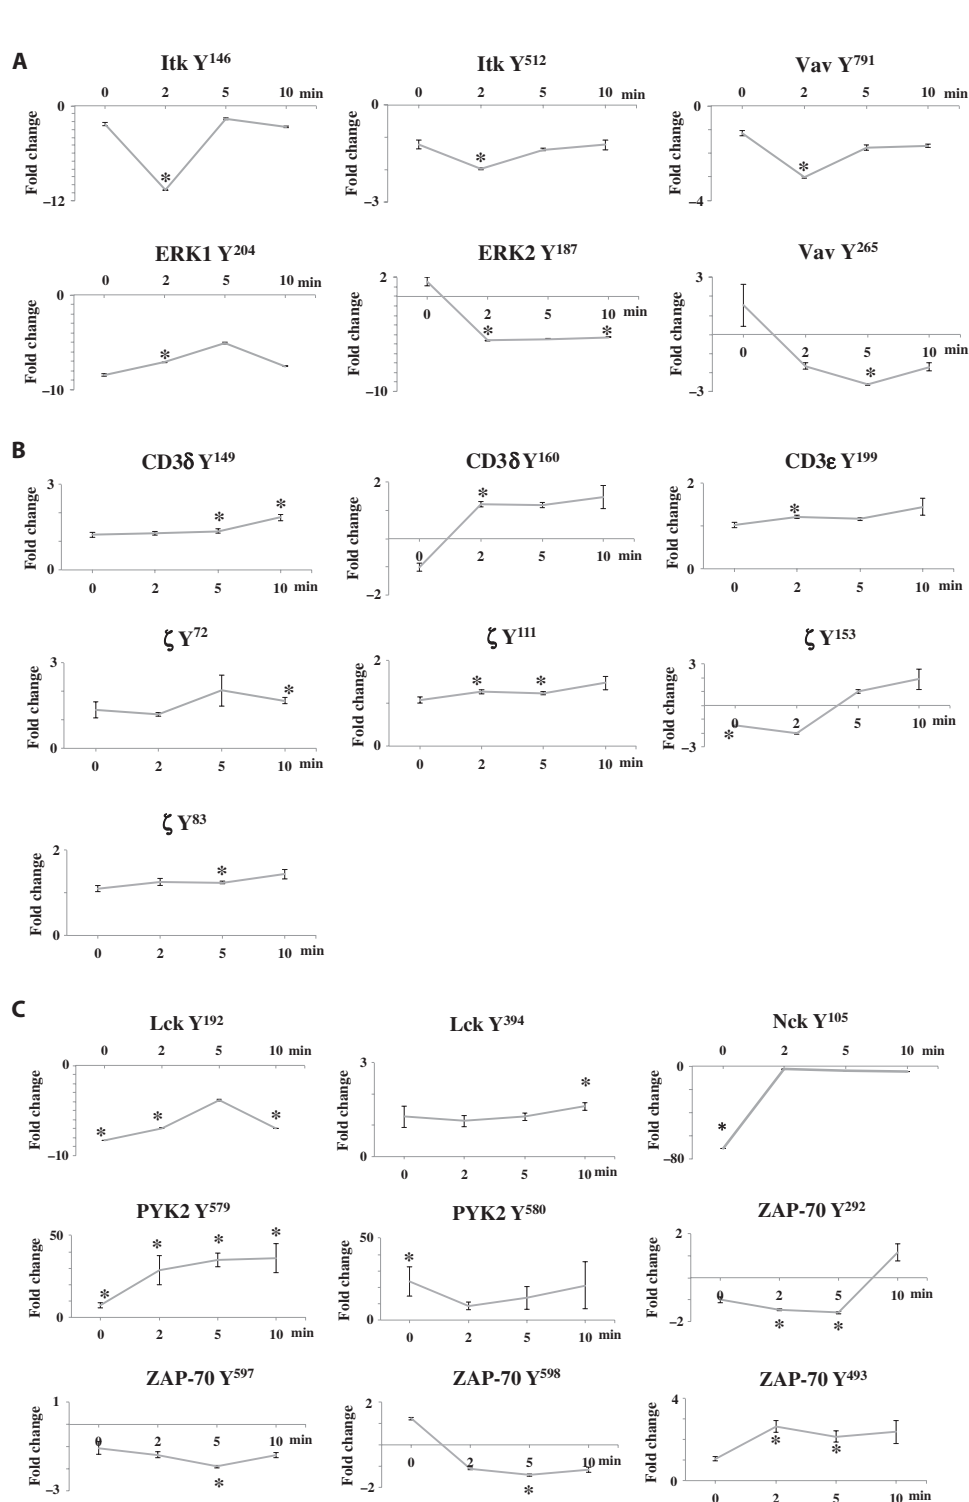 A
Itk Y146
Itk Y512
Vav Y791
0 2 5 10 min
0 2 5 10 min
0 2 5 10 min
0
0
0
Fold change
Fold change
Fold change
*
*
*
–12
–3
–4
ERK1 Y204
ERK2 Y187
Vav Y265
0 2 5 10 min
0
2
3
Fold change
Fold change
Fold change
*
0 2 5 10 min
0 2 5 10 min
* *
*
–10
–10
–3
B
CD3δ Y149
CD3δ Y160
CD3ε Y199
3
2
2
Fold change
Fold change
Fold change
* *
*
*
0
–2
0
0 2 5 10 min
0 2 5 10 min
0 2 5 10 min
ζ Y72
ζ Y111
ζ Y153
3
2
3
Fold change
Fold change
Fold change
*
* *
*
0
0
–3
0 2 5 10 min
0 2 5 10 min
0 2 5 10 min
ζ Y83
2
Fold change
*
0
0 2 5 10 min
C
Lck Y192
Lck Y394
Nck Y105
0 2 5 10 min
0 2 5 10 min
0
3
0
Fold change
Fold change
Fold change
* * *
*
*
–10
0
–80
0 2 5 10 min
PYK2 Y579
PYK2 Y580
ZAP-70 Y292
50
50
2
Fold change
Fold change
Fold change
* * * *
*
* *
0
0
–2
0 2 5 10 min
0 2 5 10 min
0 2 5 10 min
ZAP-70 Y597
ZAP-70 Y598
ZAP-70 Y493
1
2
4
Fold change
Fold change
Fold change
0 2 5 10 min
0 2 5 10 min
*
*
* *
–3
–2
0
0 2 5 10 min